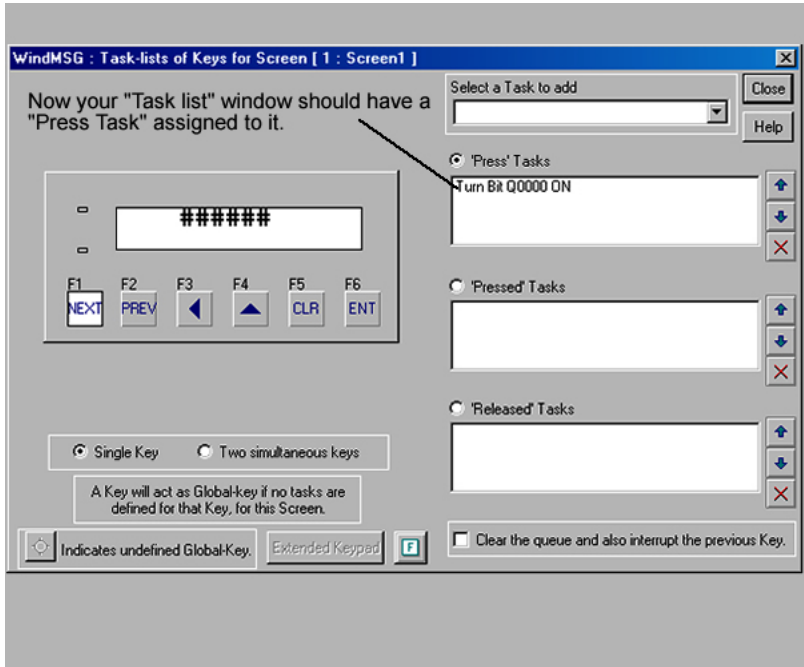 WindMSG : Task-lists of Keys for Screen [ 1 : Screen1 ]
Now your "Task list" window should have a
"Press Task" assigned to it.
Select a Task to add
Close
Help
'Press' Tasks
Turn Bit Q0000 ON
######
F1 F2 F3 F4 F5 F6
NEXT PREV CLR ENT
'Pressed' Tasks
'Released' Tasks
Single Key Two simultaneous keys
A Key will act as Global-key if no tasks are
defined for that Key, for this Screen.
Indicates undefined Global-Key. Extended Keypad F
Clear the queue and also interrupt the previous Key.